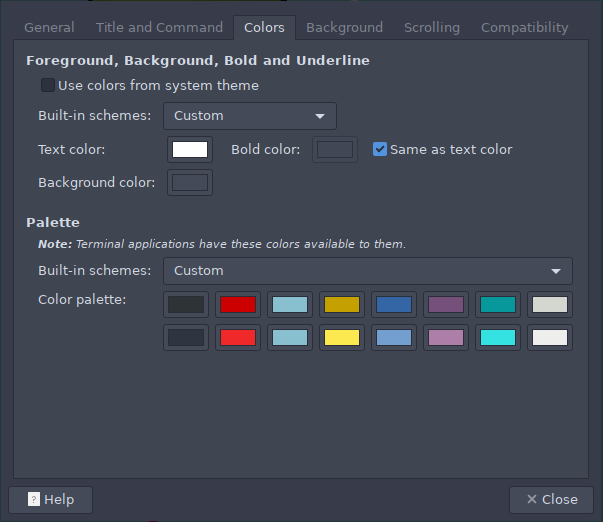 General Title and Command Colors Background Scrolling Compatibility
Foreground, Background, Bold and Underline
Use colors from system theme
Built-in schemes: Custom
Text color: Bold color: Same as text color
Background color:
Palette
Note: Terminal applications have these colors available to them.
Built-in schemes: Custom
Color palette:
? Help Close